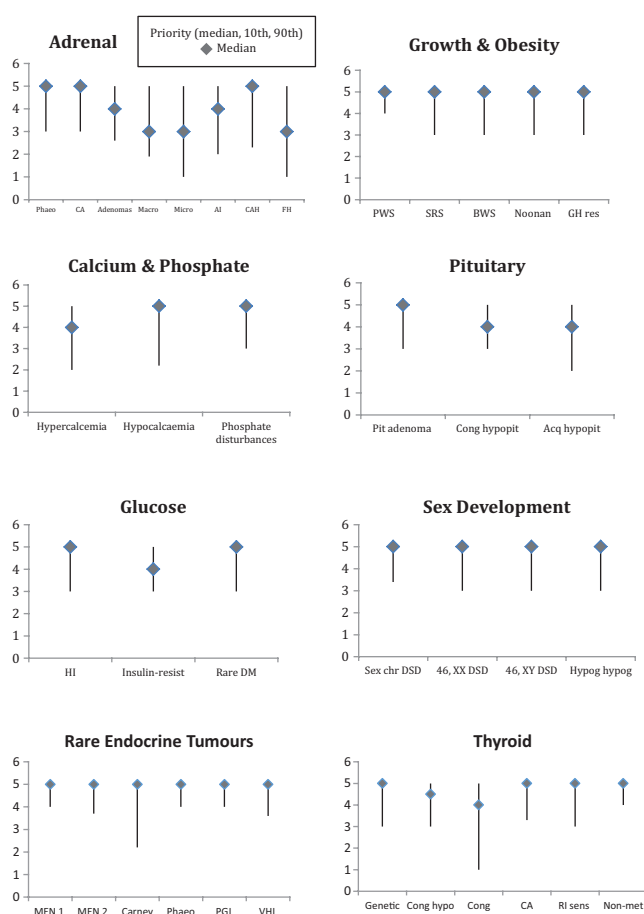 Adrenal
Priority (median, 10th, 90th)
Median
6
5
4
3
2
1
0
Phaeo CA Adenomas Macro Micro AI CAH FH
Growth & Obesity
6
5
4
3
2
1
0
PWS SRS BWS Noonan GH res
Calcium & Phosphate
6
5
4
3
2
1
0
Hypercalcemia Hypocalcaemia Phosphate
disturbances
Pituitary
6
5
4
3
2
1
0
Pit adenoma Cong hypopit Acq hypopit
Glucose
6
5
4
3
2
1
0
HI Insulin-resist Rare DM
Sex Development
6
5
4
3
2
1
0
Sex chr DSD 46, XX DSD 46, XY DSD Hypog hypog
Rare Endocrine Tumours
6
5
4
3
2
1
0
MEN 1 MEN 2 Carney Phaeo PGL VHL
Thyroid
6
5
4
3
2
1
0
Genetic Cong hypo Cong CA RI sens Non-met